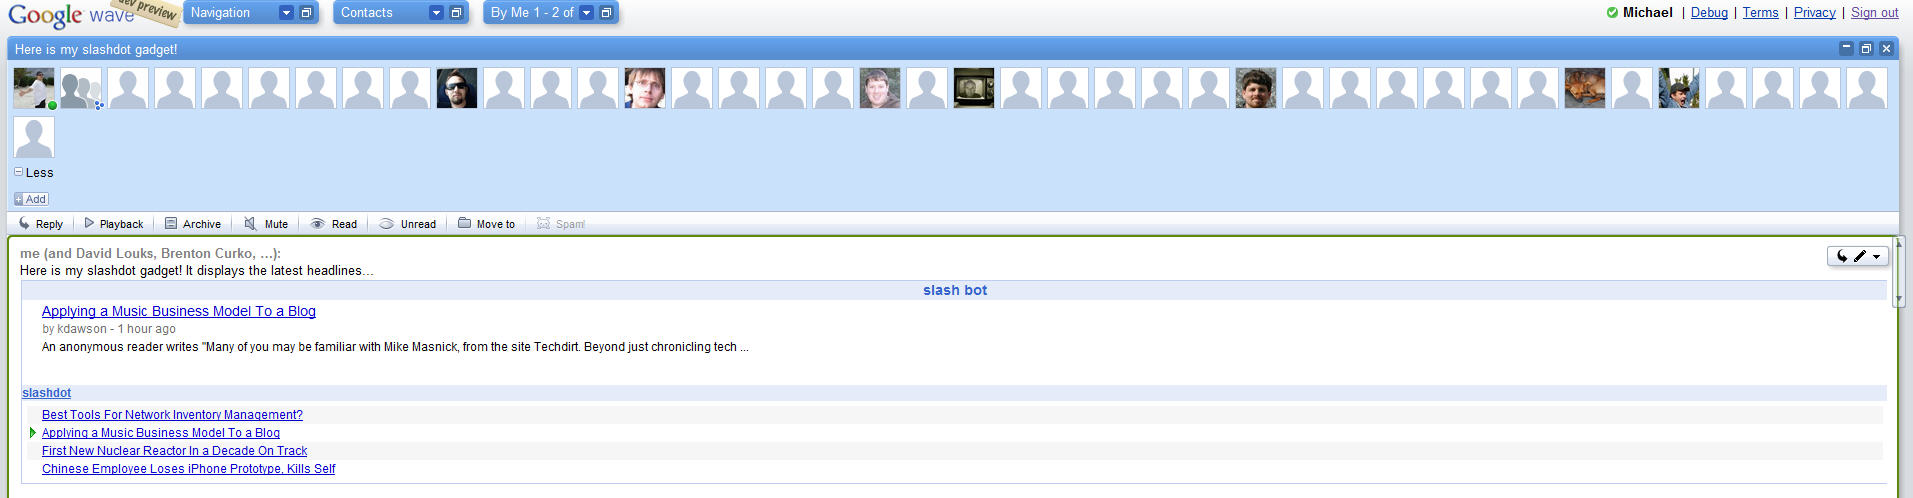 Google wave dev preview
Navigation Contacts By Me 1 - 2 of Michael | Debug | Terms | Privacy | Sign out
Here is my slashdot gadget!
Less
Add
Reply Playback Archive Mute Read Unread Move to Spam!
me (and David Louks, Brenton Curko, ...):
Here is my slashdot gadget! It displays the latest headlines...
slash bot
Applying a Music Business Model To a Blog
by kdawson - 1 hour ago
An anonymous reader writes "Many of you may be familiar with Mike Masnick, from the site Techdirt. Beyond just chronicling tech ...
slashdot
Best Tools For Network Inventory Management?
Applying a Music Business Model To a Blog
First New Nuclear Reactor In a Decade On Track
Chinese Employee Loses iPhone Prototype, Kills Self